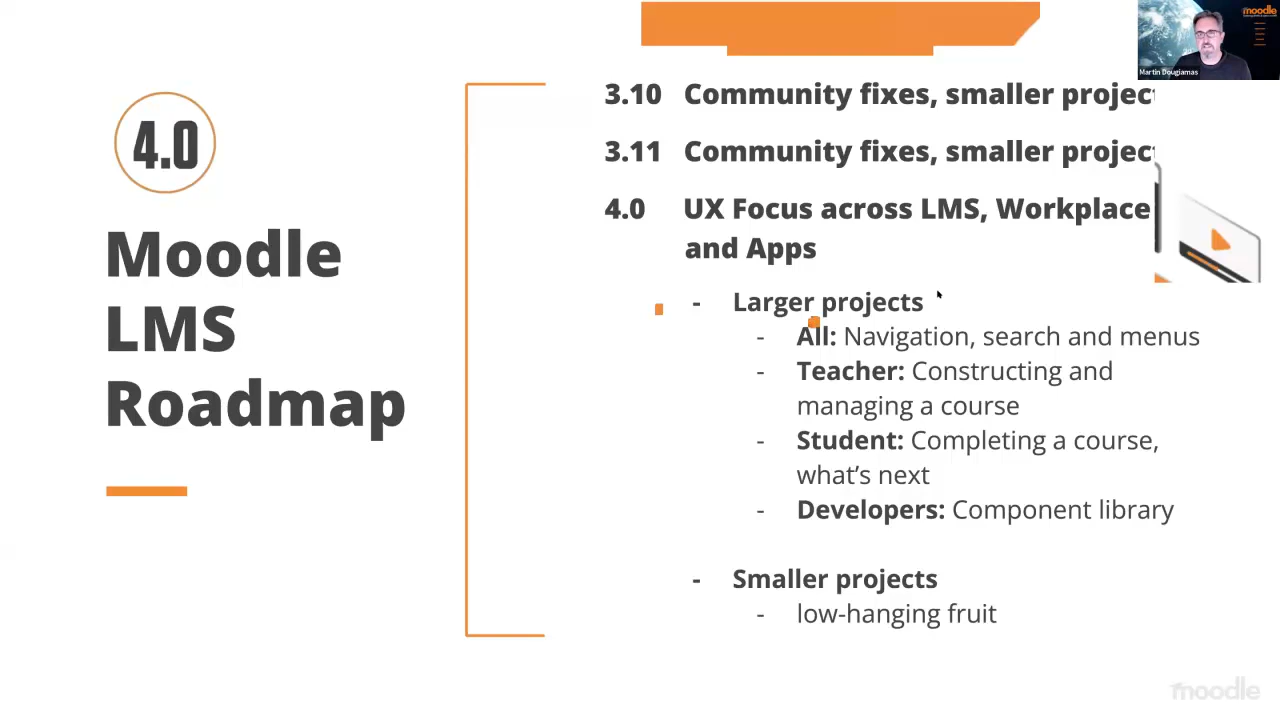 moodle
Martin Dougiamas
4.0
Moodle
LMS
Roadmap
3.10 Community fixes, smaller project
3.11 Community fixes, smaller project
4.0 UX Focus across LMS, Workplace
and Apps
- Larger projects
- All: Navigation, search and menus
- Teacher: Constructing and
managing a course
- Student: Completing a course,
what's next
- Developers: Component library
- Smaller projects
- low-hanging fruit
moodle